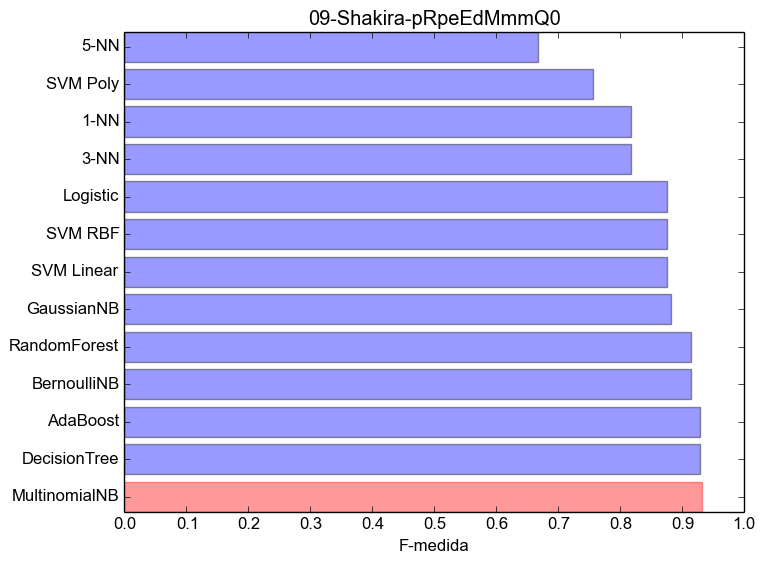 09-Shakira-pRpeEdMmmQ0
5-NN
SVM Poly
1-NN
3-NN
Logistic
SVM RBF
SVM Linear
GaussianNB
RandomForest
BernoulliNB
AdaBoost
DecisionTree
MultinomialNB
0.0 0.1 0.2 0.3 0.4 0.5 0.6 0.7 0.8 0.9 1.0
F-medida